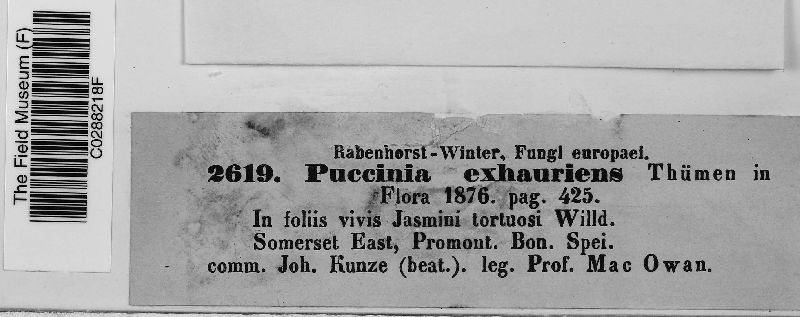 The Field Museum (F)
C0288218F
Rabenhorst-Winter, Fungi europaei.
2619. Puccinia exhauriens Thümen in
Flora 1876. pag. 425.
In foliis vivis Jasmini tortuosi Willd.
Somerset East, Promont. Bon. Spei.
comm. Joh. Kunze (beat.). leg. Prof. Mac Owan.